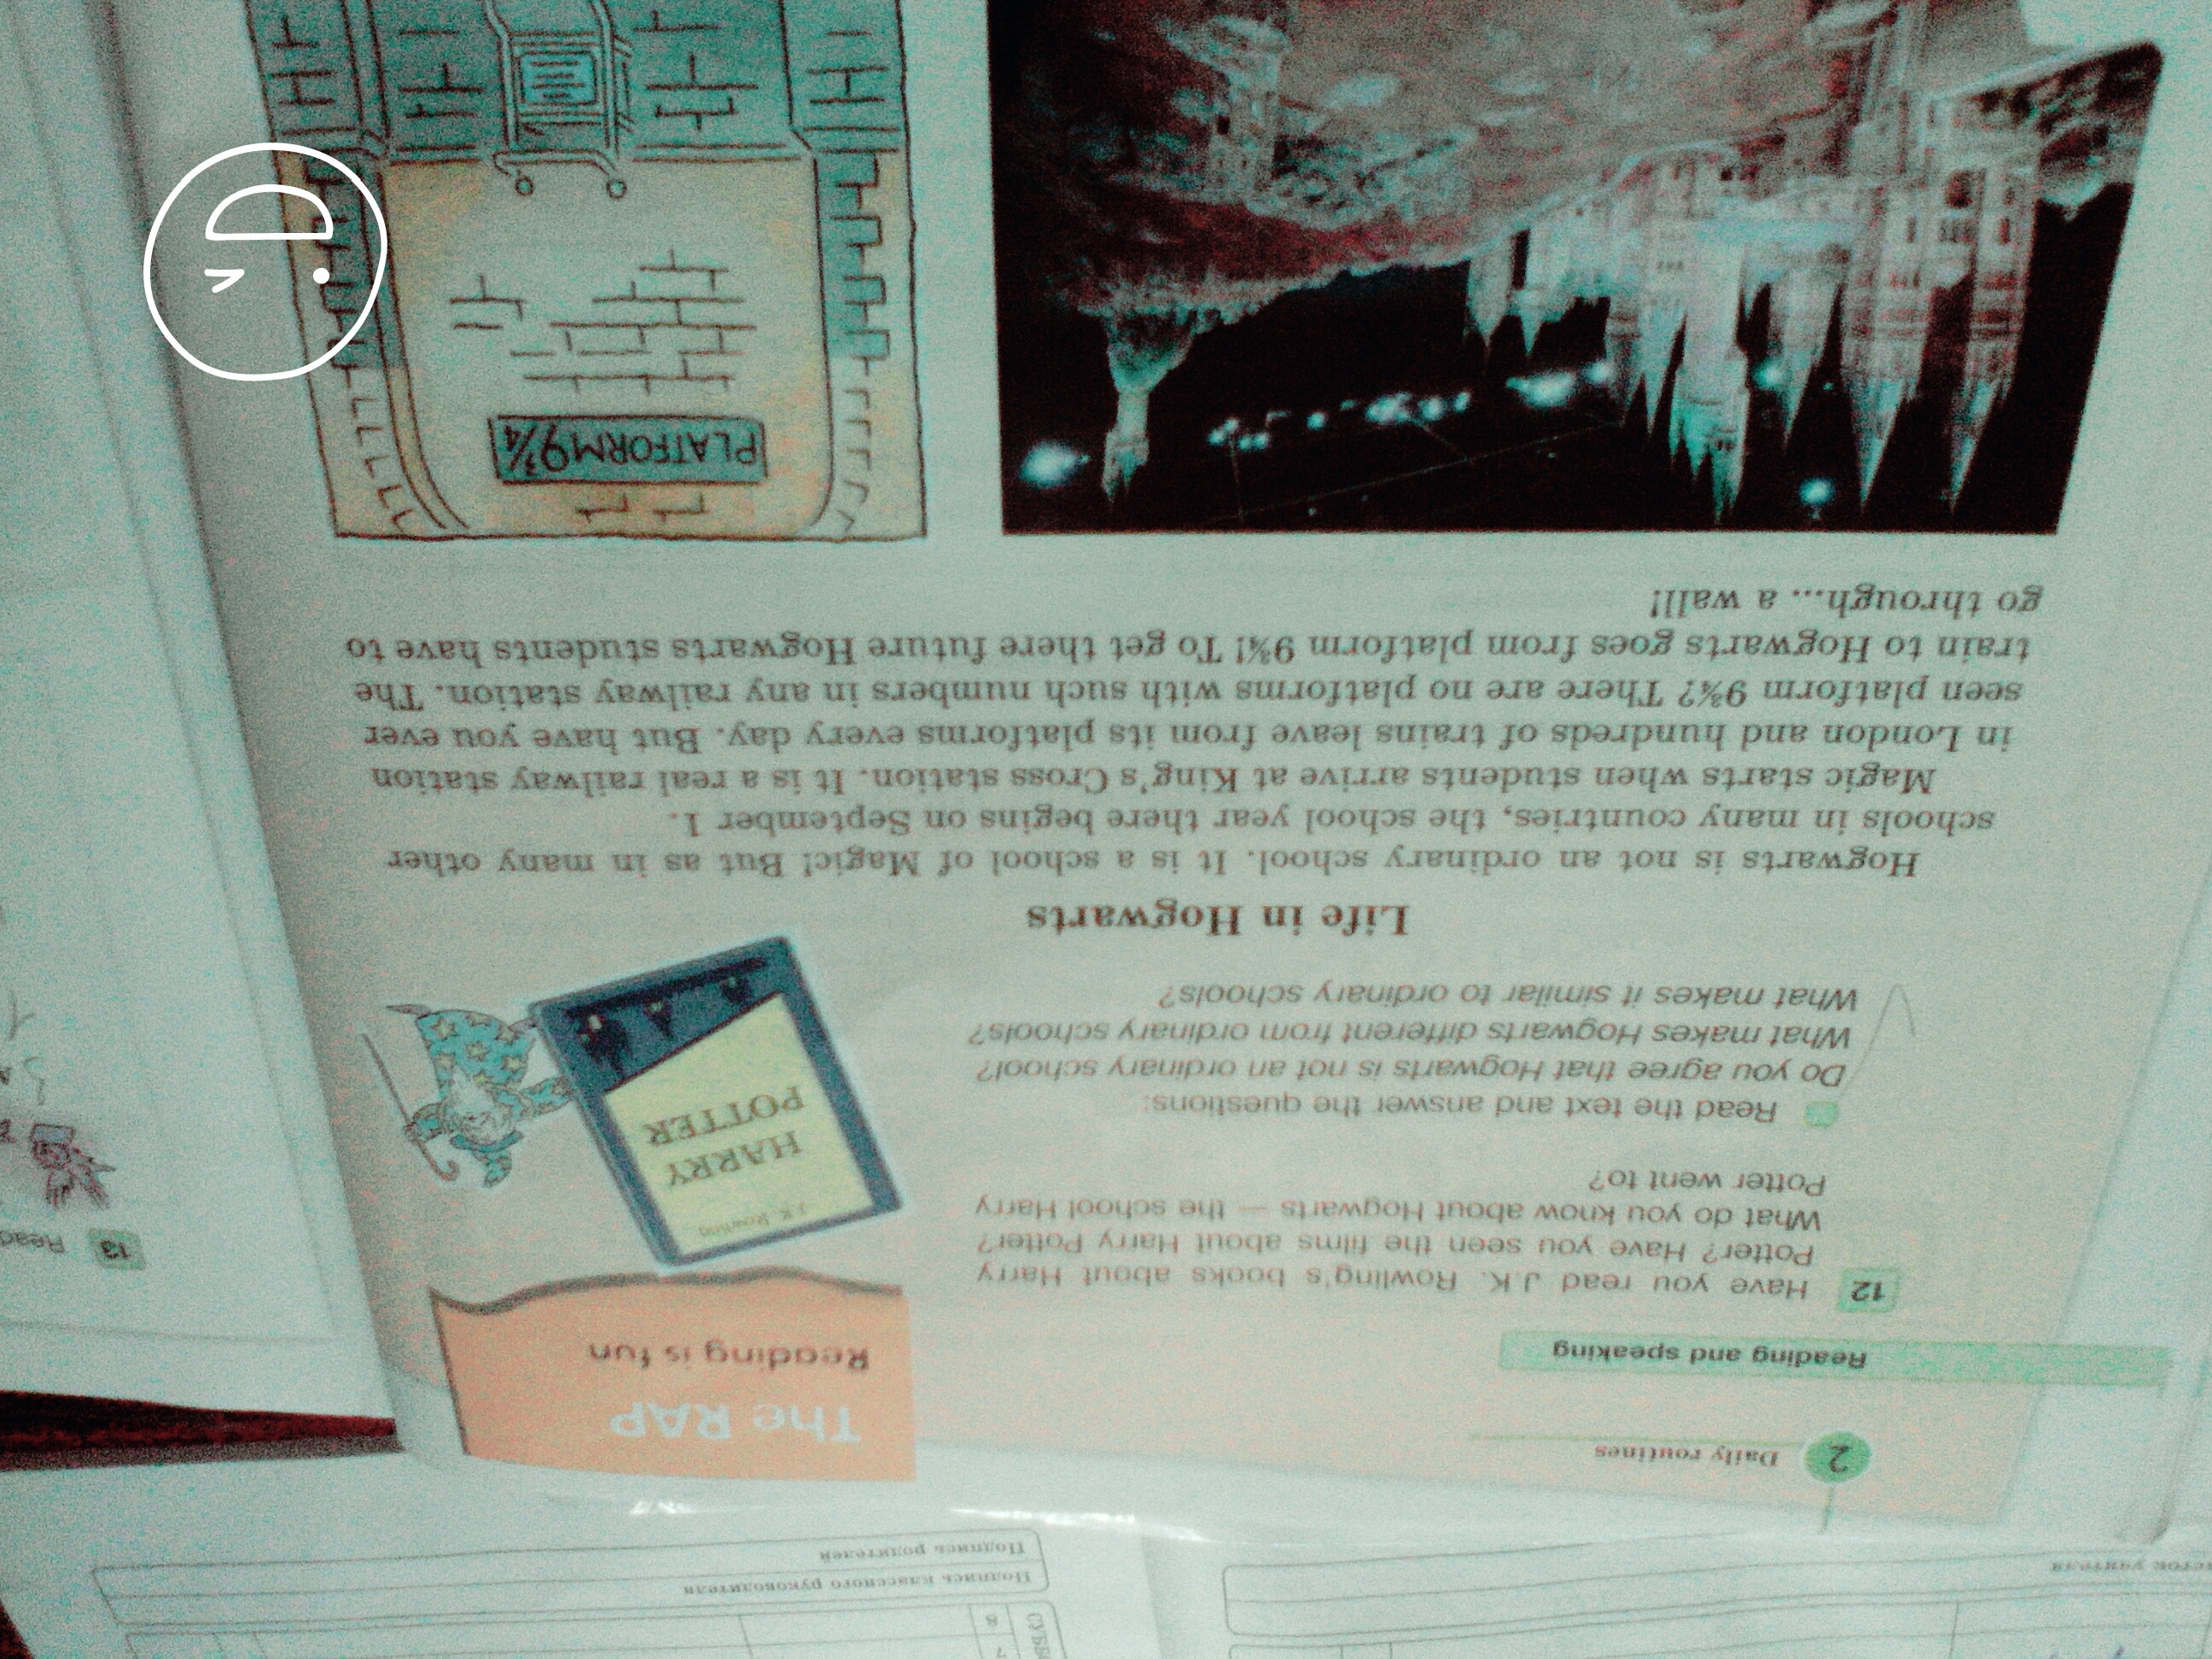 2 Daily routines
Reading and speaking
The RAP
Reading is fun
12 Have you read J.K. Rowling's books about Harry
Potter? Have you seen the films about Harry Potter?
What do you know about Hogwarts — the school Harry
Potter went to?
J.K. Rowling
HARRY
POTTER
Read the text and answer the questions:
Do you agree that Hogwarts is not an ordinary school?
What makes Hogwarts different from ordinary schools?
What makes it similar to ordinary schools?
Life in Hogwarts
Hogwarts is not an ordinary school. It is a school of Magic! But as in many other
schools in many countries, the school year there begins on September 1.
Magic starts when students arrive at King's Cross station. It is a real railway station
in London and hundreds of trains leave from its platforms every day. But have you ever
seen platform 9¾? There are no platforms with such numbers in any railway station. The
train to Hogwarts goes from platform 9¾! To get there future Hogwarts students have to
go through... a wall!
PLATFORM 9¾
13 Read
7
8
Подпись классного руководителя
Подпись родителей